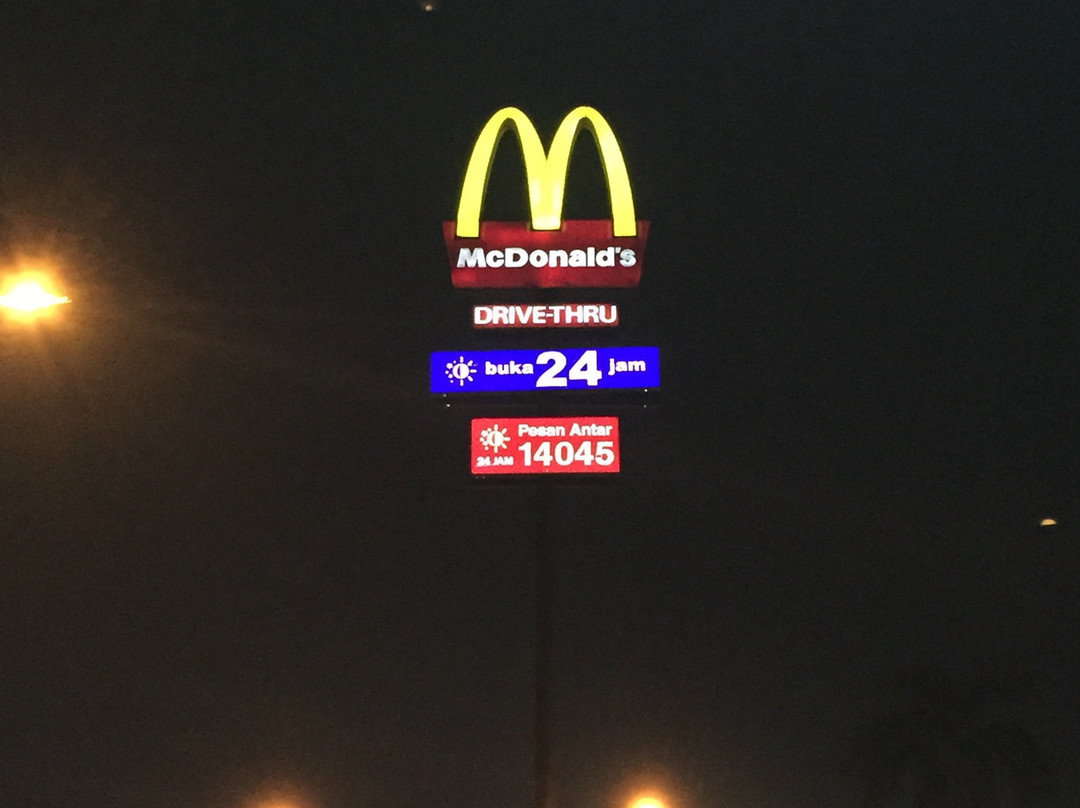 McDonald's
DRIVE-THRU
buka 24 jam
Pesan Antar
24 JAM 14045